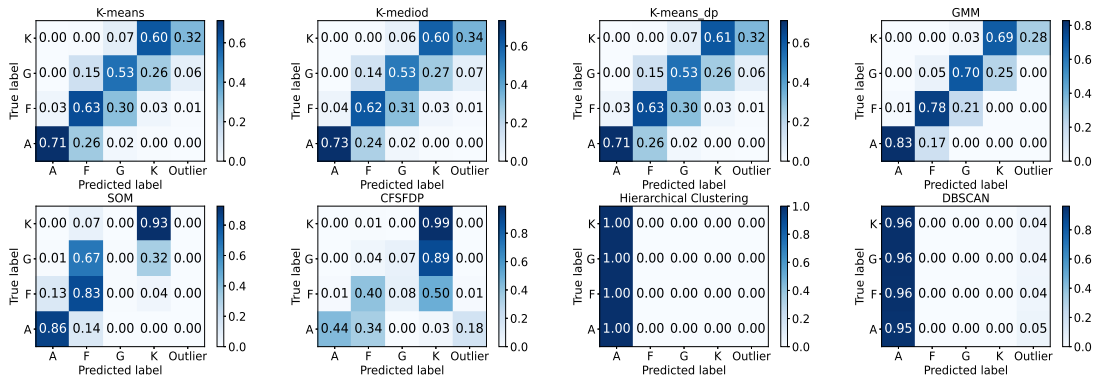 K-means
K 0.00 0.00 0.07 0.60 0.32
G 0.00 0.15 0.53 0.26 0.06
F 0.03 0.63 0.30 0.03 0.01
A 0.71 0.26 0.02 0.00 0.00
A F G K Outlier
Predicted label
True label
0.6
0.4
0.2
0.0
K-mediod
K 0.00 0.00 0.06 0.60 0.34
G 0.00 0.14 0.53 0.27 0.07
F 0.04 0.62 0.31 0.03 0.01
A 0.73 0.24 0.02 0.00 0.00
A F G K Outlier
Predicted label
True label
0.6
0.4
0.2
0.0
K-means_dp
K 0.00 0.00 0.07 0.61 0.32
G 0.00 0.15 0.53 0.26 0.06
F 0.03 0.63 0.30 0.03 0.01
A 0.71 0.26 0.02 0.00 0.00
A F G K Outlier
Predicted label
True label
0.6
0.4
0.2
0.0
GMM
K 0.00 0.00 0.03 0.69 0.28
G 0.00 0.05 0.70 0.25 0.00
F 0.01 0.78 0.21 0.00 0.00
A 0.83 0.17 0.00 0.00 0.00
A F G K Outlier
Predicted label
True label
0.8
0.6
0.4
0.2
0.0
SOM
K 0.00 0.07 0.00 0.93 0.00
G 0.01 0.67 0.00 0.32 0.00
F 0.13 0.83 0.00 0.04 0.00
A 0.86 0.14 0.00 0.00 0.00
A F G K Outlier
Predicted label
True label
0.8
0.6
0.4
0.2
0.0
CFSFDP
K 0.00 0.01 0.00 0.99 0.00
G 0.00 0.04 0.07 0.89 0.00
F 0.01 0.40 0.08 0.50 0.01
A 0.44 0.34 0.00 0.03 0.18
A F G K Outlier
Predicted label
True label
0.8
0.6
0.4
0.2
0.0
Hierarchical Clustering
K 1.00 0.00 0.00 0.00 0.00
G 1.00 0.00 0.00 0.00 0.00
F 1.00 0.00 0.00 0.00 0.00
A 1.00 0.00 0.00 0.00 0.00
A F G K Outlier
Predicted label
True label
1.0
0.8
0.6
0.4
0.2
0.0
DBSCAN
K 0.96 0.00 0.00 0.00 0.04
G 0.96 0.00 0.00 0.00 0.04
F 0.96 0.00 0.00 0.00 0.04
A 0.95 0.00 0.00 0.00 0.05
A F G K Outlier
Predicted label
True label
0.8
0.6
0.4
0.2
0.0